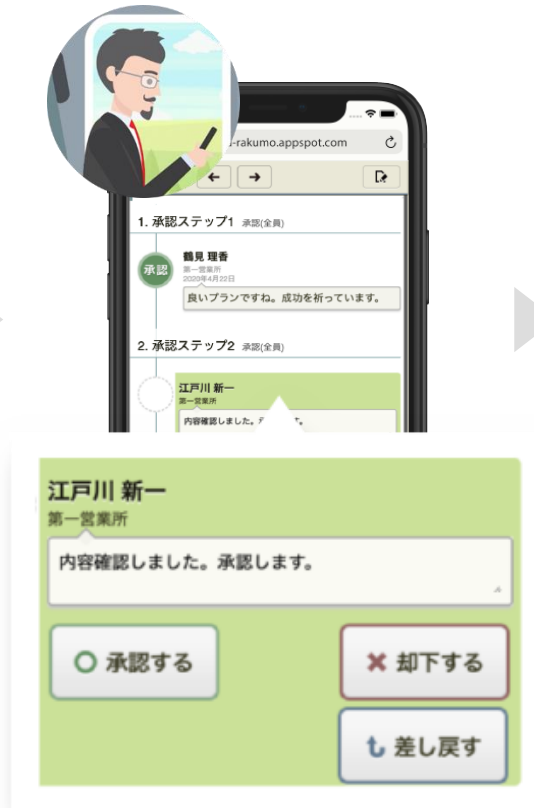 -rakumo.appspot.com
1. 承認ステップ1 承認(全員)
承認
鶴見 理香
第一営業所
2020年4月22日
良いプランですね。成功を祈っています。
2. 承認ステップ2 承認(全員)
江戸川 新一
第一営業所
内容確認しました。
江戸川 新一
第一営業所
内容確認しました。承認します。
承認する
却下する
差し戻す